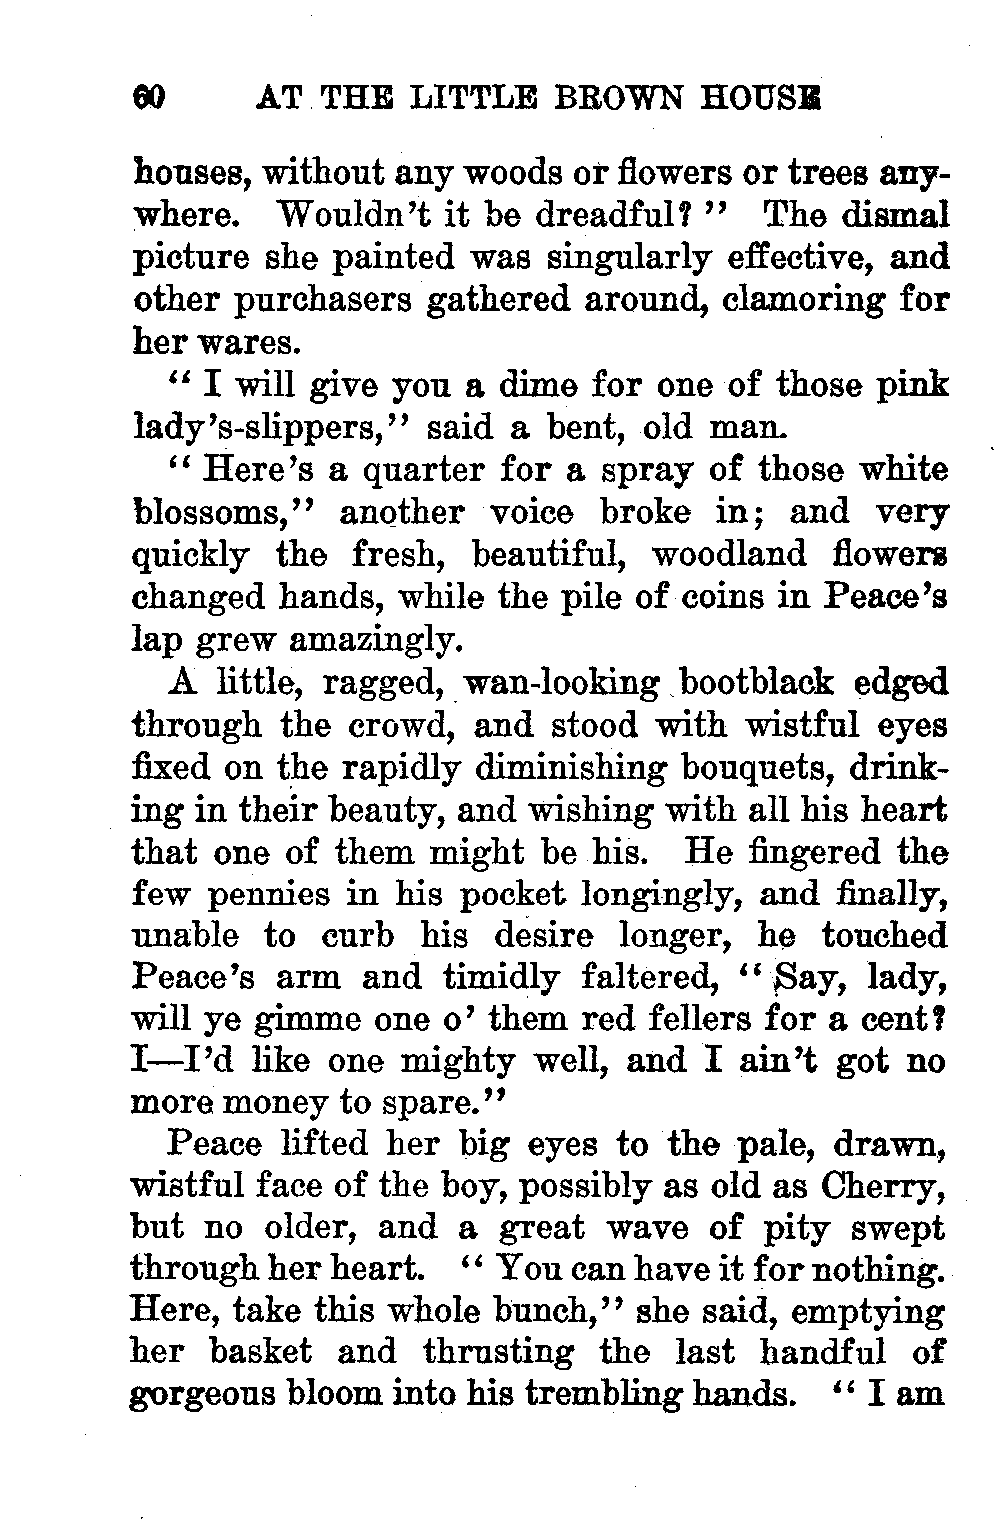 60 AT THE LITTLE BROWN HOUSE
houses, without any woods or flowers or trees any-
where. Wouldn't it be dreadful? " The dismal
picture she painted was singularly effective, and
other purchasers gathered around, clamoring for
her wares.
" I will give you a dime for one of those pink
lady's-slippers," said a bent, old man.
" Here's a quarter for a spray of those white
blossoms," another voice broke in; and very
quickly the fresh, beautiful, woodland flowers
changed hands, while the pile of coins in Peace's
lap grew amazingly.
A little, ragged, wan-looking bootblack edged
through the crowd, and stood with wistful eyes
fixed on the rapidly diminishing bouquets, drink-
ing in their beauty, and wishing with all his heart
that one of them might be his. He fingered the
few pennies in his pocket longingly, and finally,
unable to curb his desire longer, he touched
Peace's arm and timidly faltered, " Say, lady,
will ye gimme one o' them red fellers for a cent?
I—I'd like one mighty well, and I ain't got no
more money to spare."
Peace lifted her big eyes to the pale, drawn,
wistful face of the boy, possibly as old as Cherry,
but no older, and a great wave of pity swept
through her heart. " You can have it for nothing.
Here, take this whole bunch," she said, emptying
her basket and thrusting the last handful of
gorgeous bloom into his trembling hands. " I am